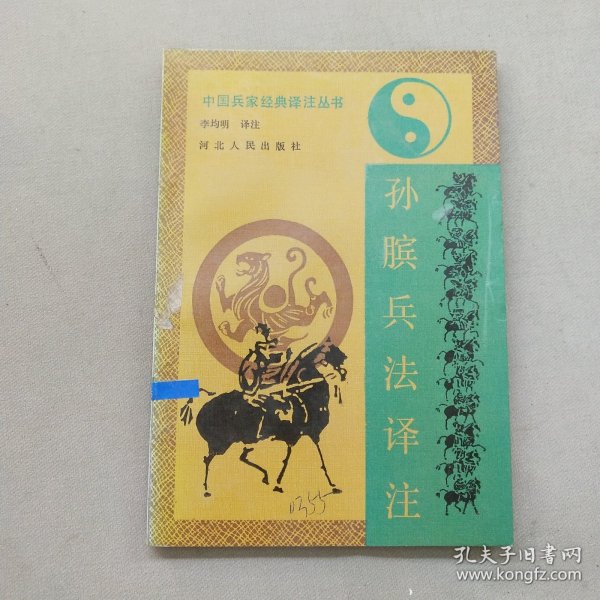 中国兵家经典译注丛书
李均明 译注
河北人民出版社
孙膑兵法译注
0355
孔夫子旧书网
www.kongfz.com